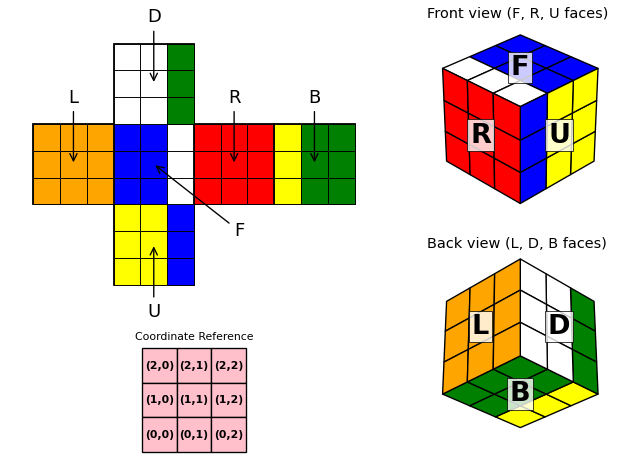 Front view (F, R, U faces)
D
L
R
B
F
U
F
R
U
Back view (L, D, B faces)
L
D
B
Coordinate Reference
(2,0) (2,1) (2,2)
(1,0) (1,1) (1,2)
(0,0) (0,1) (0,2)